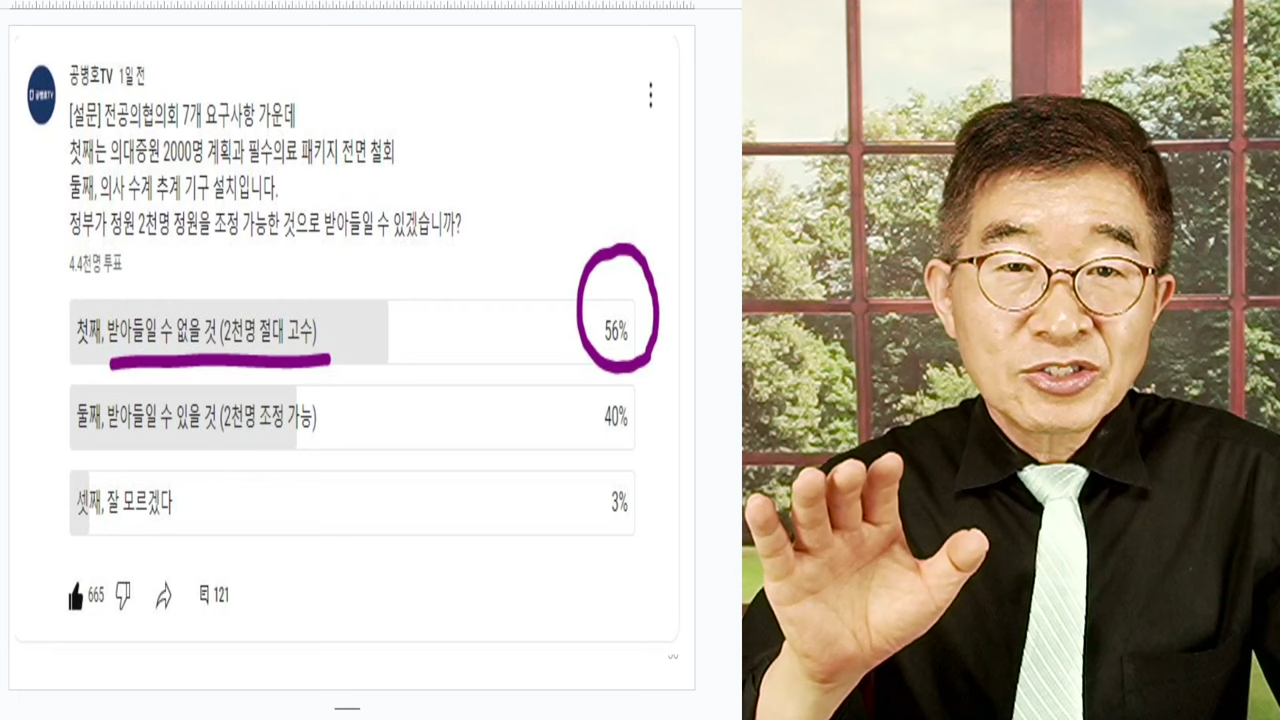 공병호TV 1일 전
공병호TV
[설문] 전공의협의회 7개 요구사항 가운데
첫째는 의대증원 2000명 계획과 필수의료 패키지 전면 철회
둘째, 의사 수계 추계 기구 설치입니다.
정부가 정원 2천명 정원을 조정 가능한 것으로 받아들일 수 있겠습니까?
4.4천명 투표
첫째, 받아들일 수 없을 것 (2천명 절대 고수) 56%
둘째, 받아들일 수 있을 것 (2천명 조정 가능) 40%
셋째, 잘 모르겠다 3%
665 121